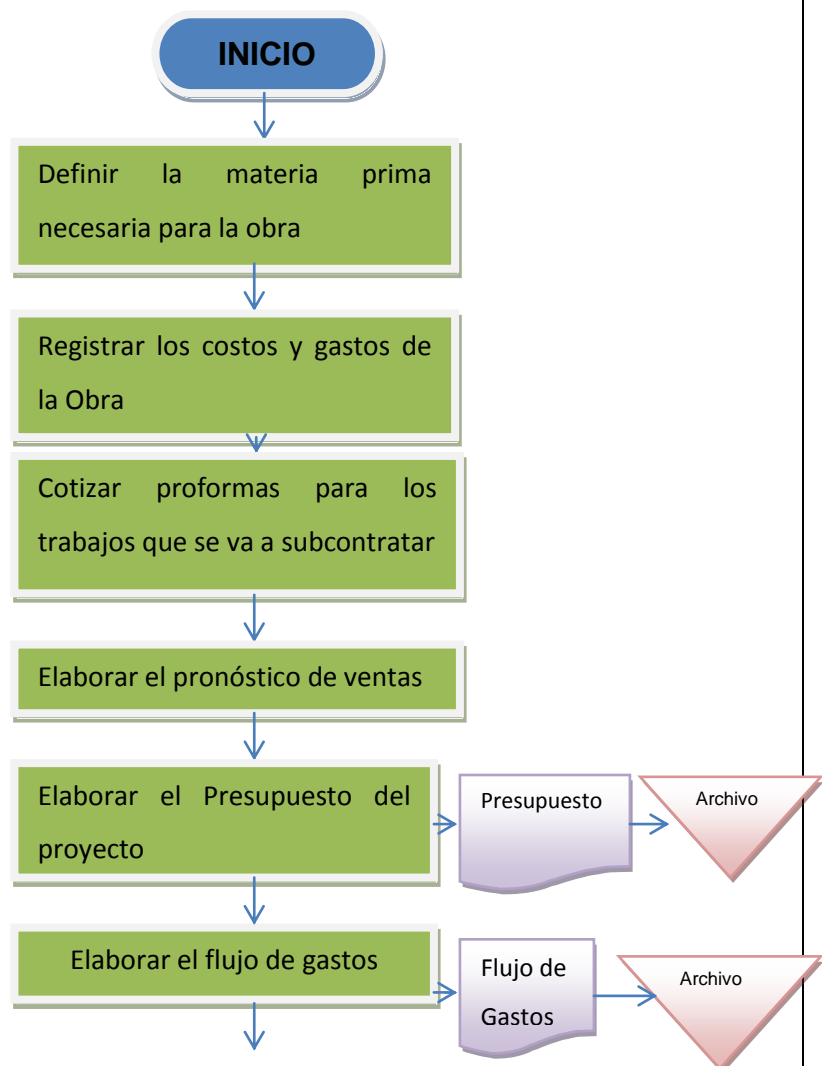 INICIO
Definir la materia prima
necesaria para la obra
Registrar los costos y gastos de
la Obra
Cotizar proformas para los
trabajos que se va a subcontratar
Elaborar el pronóstico de ventas
Elaborar el Presupuesto del
proyecto
Presupuesto
Archivo
Elaborar el flujo de gastos
Flujo de
Gastos
Archivo